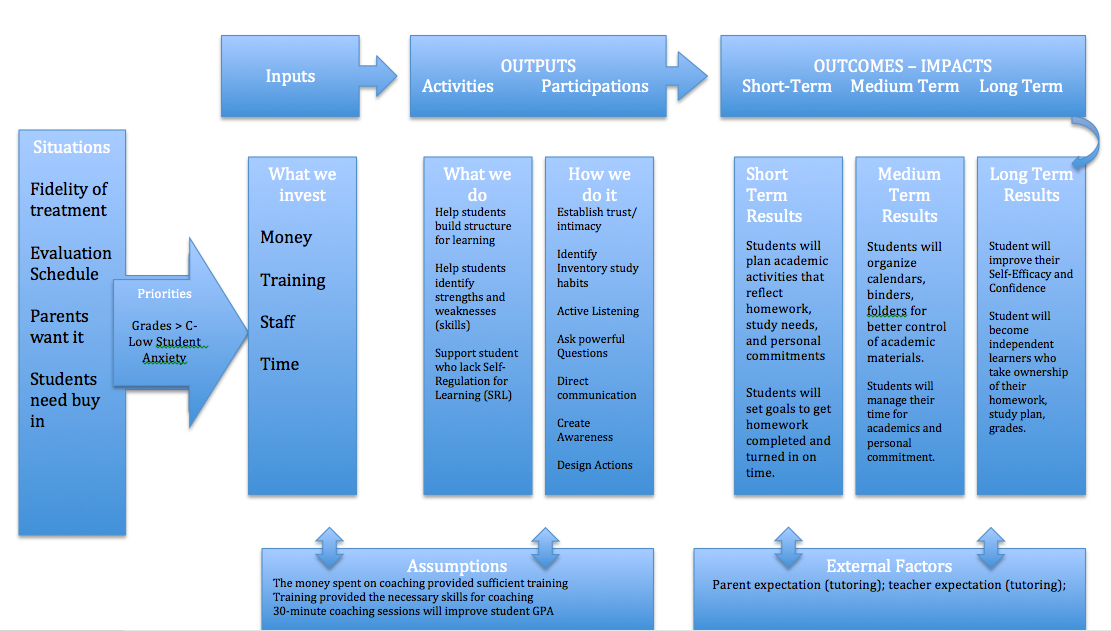 Inputs
OUTPUTS
Activities Participations
OUTCOMES – IMPACTS
Short-Term Medium Term Long Term
Situations
Fidelity of
treatment
Evaluation
Schedule
Parents
want it
Students
need buy
in
Priorities
Grades > C-
Low Student
Anxiety
What we
invest
Money
Training
Staff
Time
What we
do
Help students
build structure
for learning
Help students
identify
strengths and
weaknesses
(skills)
Support student
who lack Self-
Regulation for
Learning (SRL)
How we
do it
Establish trust/
intimacy
Identify
Inventory study
habits
Active Listening
Ask powerful
Questions
Direct
communication
Create
Awareness
Design Actions
Short
Term
Results
Students will
plan academic
activities that
reflect
homework,
study needs,
and personal
commitments
Students will
set goals to get
homework
completed and
turned in on
time.
Medium
Term
Results
Students will
organize
calendars,
binders,
folders for
better control
of academic
materials.
Students will
manage their
time for
academics and
personal
commitment.
Long Term
Results
Student will
improve their
Self-Efficacy and
Confidence
Student will
become
independent
learners who
take ownership
of their
homework,
study plan,
grades.
Assumptions
The money spent on coaching provided sufficient training
Training provided the necessary skills for coaching
30-minute coaching sessions will improve student GPA
External Factors
Parent expectation (tutoring); teacher expectation (tutoring);